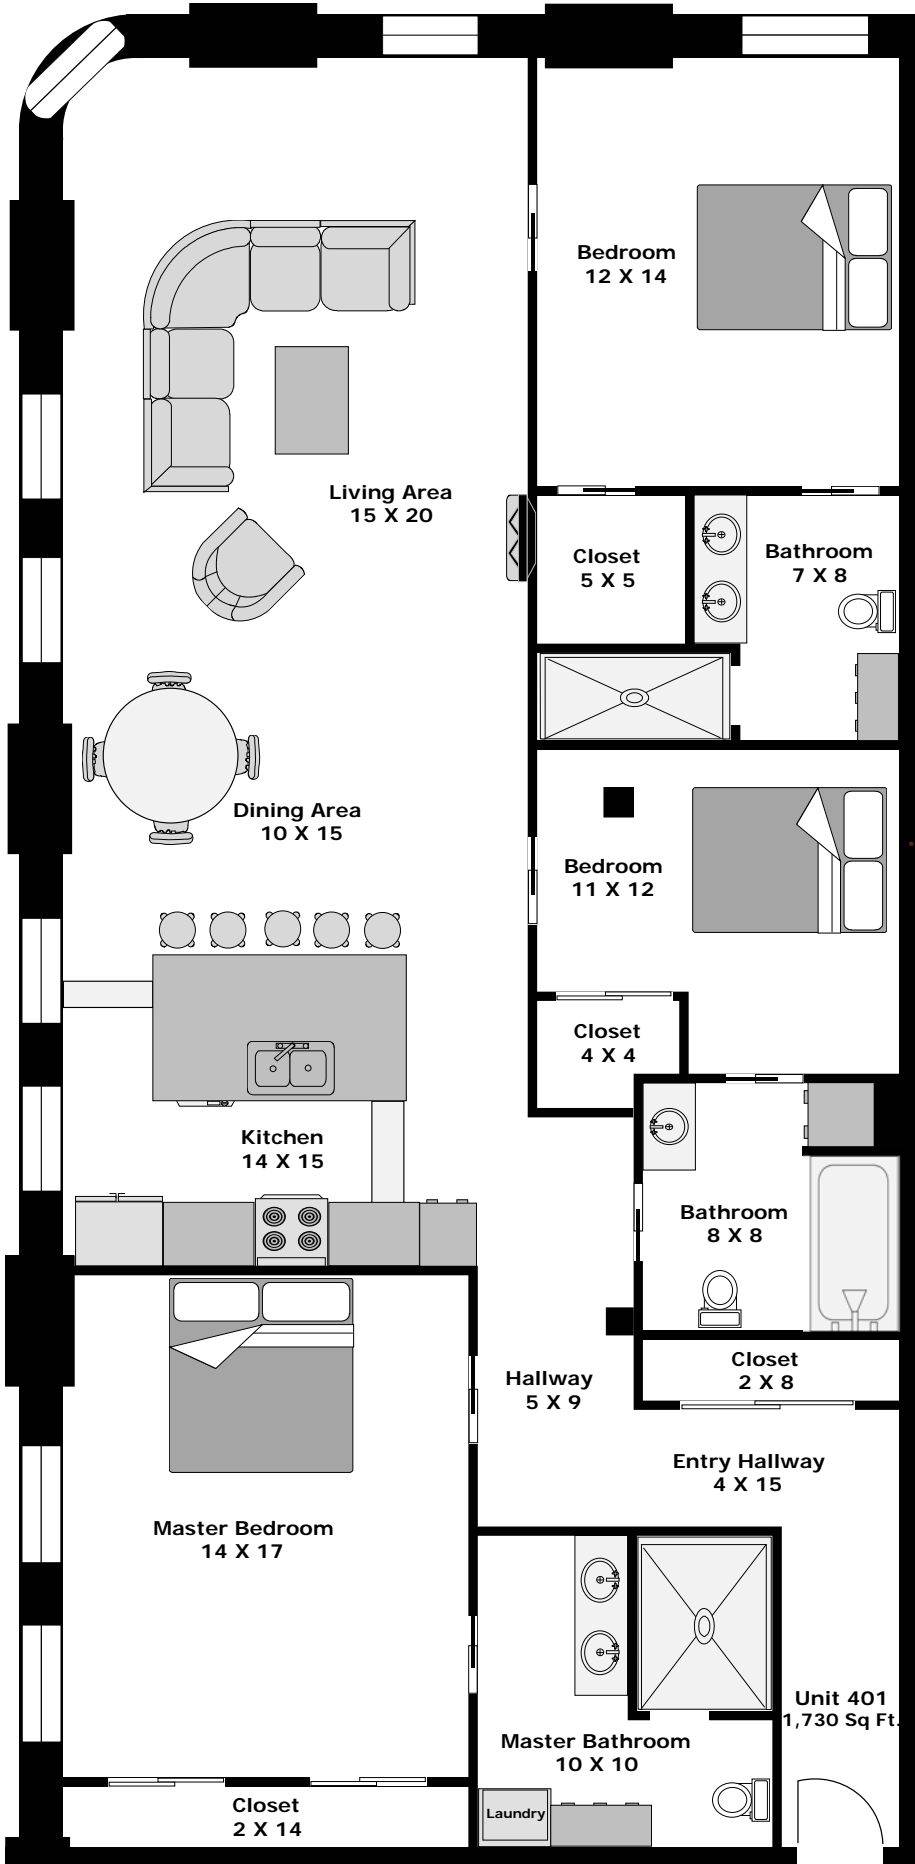 Bedroom
12 X 14
Living Area
15 X 20
Closet
5 X 5
Bathroom
7 X 8
Dining Area
10 X 15
Bedroom
11 X 12
Closet
4 X 4
Kitchen
14 X 15
Bathroom
8 X 8
Closet
2 X 8
Hallway
5 X 9
Entry Hallway
4 X 15
Master Bedroom
14 X 17
Unit 401
1,730 Sq Ft.
Master Bathroom
10 X 10
Closet
2 X 14
Laundry